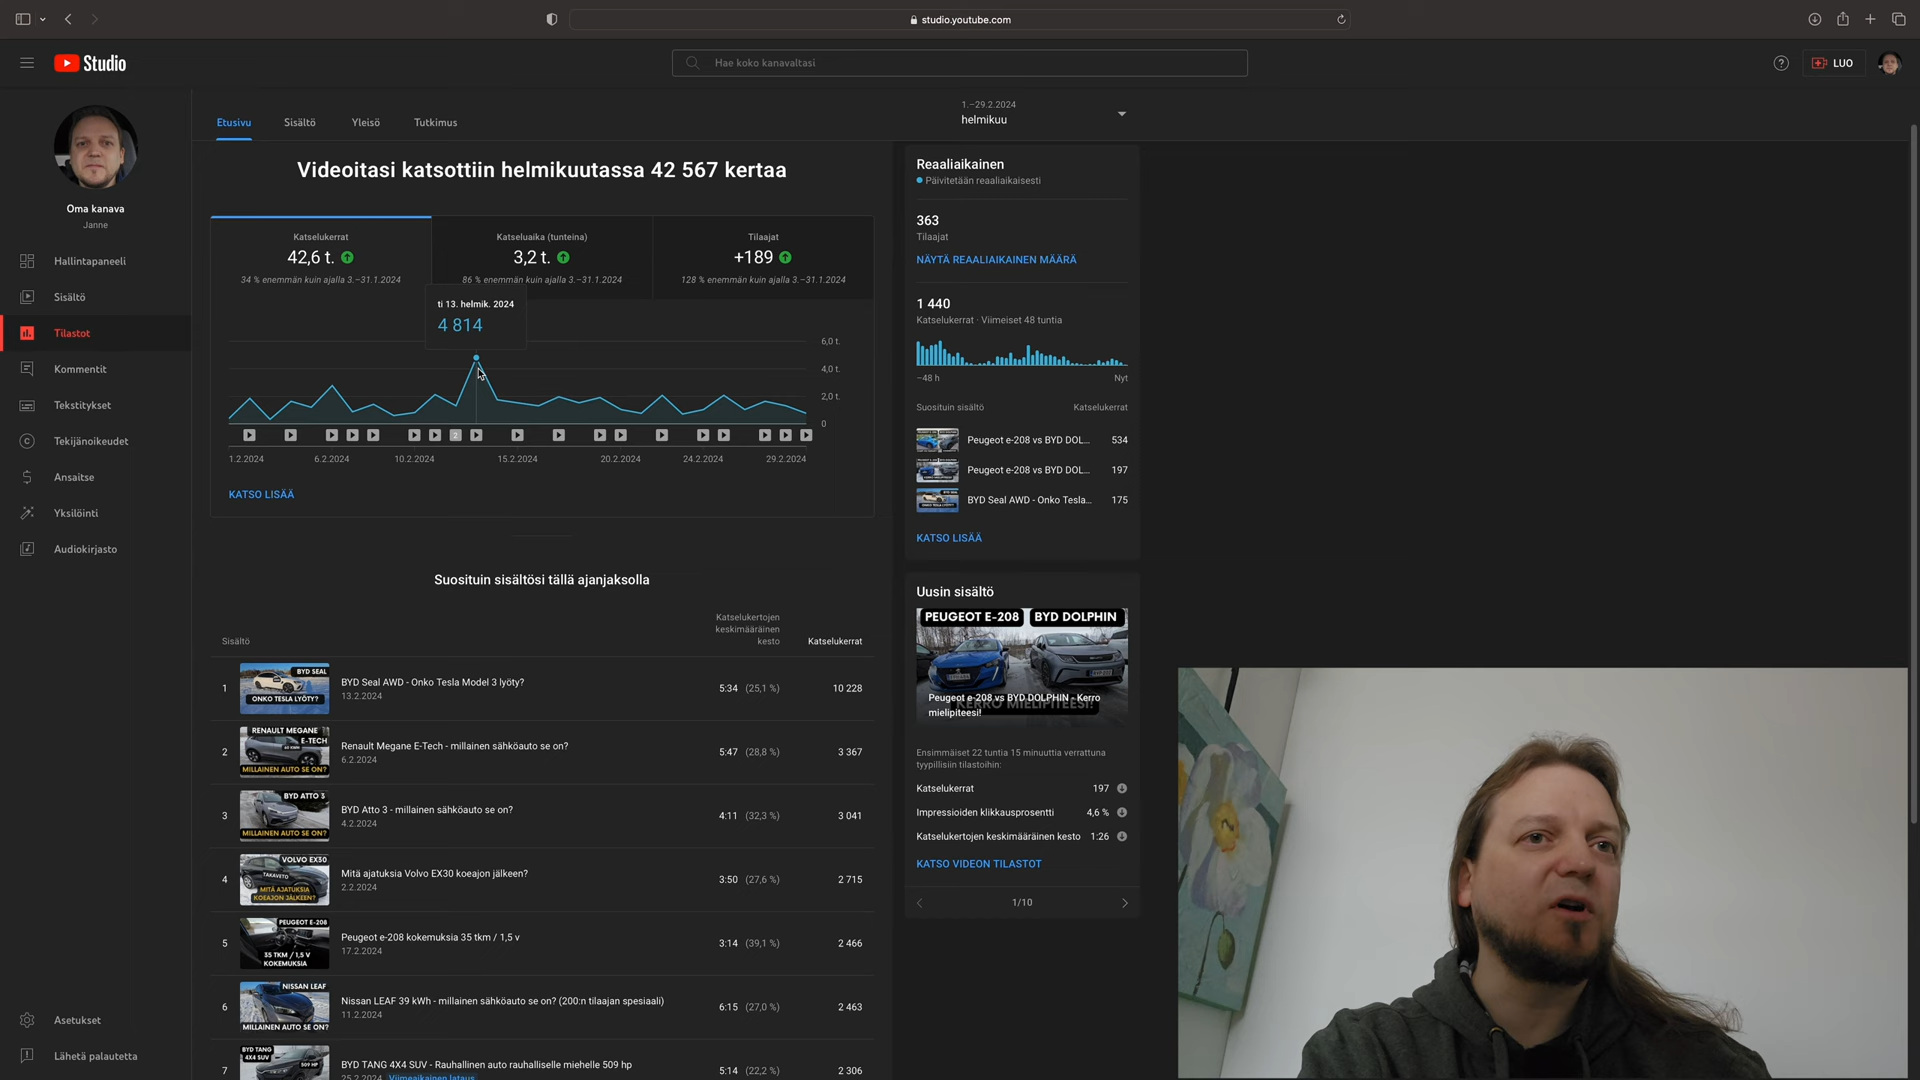 studio.youtube.com
Studio
Hae koko kanavaltasi
LUO
Oma kanava
Janne
Hallintapaneeli
Sisältö
Tilastot
Kommentit
Tekstitykset
Tekijänoikeudet
Ansaitse
Yksilöinti
Audiokirjasto
Asetukset
Lähetä palautetta
Etusivu
Sisältö
Yleisö
Tutkimus
1.–29.2.2024
helmikuu
Videoitasi katsottiin helmikuutassa 42 567 kertaa
Katselukerrat
42,6 t.
34 % enemmän kuin ajalla 3.–31.1.2024
Katseluaika (tunteina)
3,2 t.
86 % enemmän kuin ajalla 3.–31.1.2024
Tilaajat
+189
128 % enemmän kuin ajalla 3.–31.1.2024
ti 13. helmik. 2024
4 814
6,0 t.
4,0 t.
2,0 t.
0
2
1.2.2024
6.2.2024
10.2.2024
15.2.2024
20.2.2024
24.2.2024
29.2.2024
KATSO LISÄÄ
Suosituin sisältösi tällä ajanjaksolla
Sisältö
Katselukertojen
keskimääräinen
kesto
Katselukerrat
1
BYD SEAL
ONKO TESLA LYÖTY?
BYD Seal AWD - Onko Tesla Model 3 lyöty?
13.2.2024
5:34 (25,1 %)
10 228
2
RENAULT MEGANE
E-TECH
MILLAINEN AUTO SE ON?
Renault Megane E-Tech - millainen sähköauto se on?
6.2.2024
5:47 (28,8 %)
3 367
3
BYD ATTO 3
MILLAINEN AUTO SE ON?
BYD Atto 3 - millainen sähköauto se on?
4.2.2024
4:11 (32,3 %)
3 041
4
VOLVO EX30
TAKAVETO
MITÄ AJATUKSIA
KOEAJON JÄLKEEN?
Mitä ajatuksia Volvo EX30 koeajon jälkeen?
2.2.2024
3:50 (27,6 %)
2 715
5
PEUGEOT E-208
35 TKM / 1,5 V
KOKEMUKSIA
Peugeot e-208 kokemuksia 35 tkm / 1,5 v
17.2.2024
3:14 (39,1 %)
2 466
6
NISSAN LEAF
MILLAINEN AUTO SE ON?
Nissan LEAF 39 kWh - millainen sähköauto se on? (200:n tilaajan spesiaali)
11.2.2024
6:15 (27,0 %)
2 463
7
BYD TANG
4X4 SUV
509 HP
BYD TANG 4X4 SUV - Rauhallinen auto rauhalliselle miehelle 509 hp
25.2.2024 Viimeaikainen lataus
5:14 (22,2 %)
2 306
Reaaliaikainen
Päivitetään reaaliaikaisesti
363
Tilaajat
NÄYTÄ REAALIAIKAINEN MÄÄRÄ
1 440
Katselukerrat · Viimeiset 48 tuntia
−48 h
Nyt
Suosituin sisältö
Katselukerrat
Peugeot e-208 vs BYD DOL...
534
Peugeot e-208 vs BYD DOL...
197
BYD Seal AWD - Onko Tesla...
175
KATSO LISÄÄ
Uusin sisältö
PEUGEOT E-208
BYD DOLPHIN
KERRO MIELIPITEESI!
Peugeot e-208 vs BYD DOLPHIN - Kerro
mielipiteesi!
Ensimmäiset 22 tuntia 15 minuuttia verrattuna
tyypillisiin tilastoihin:
Katselukerrat
197
Impressioiden klikkausprosentti
4,6 %
Katselukertojen keskimääräinen kesto
1:26
KATSO VIDEON TILASTOT
1/10